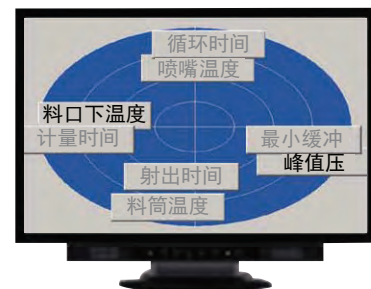 循环时间
喷嘴温度
料口下温度
计量时间
最小缓冲
峰值压
射出时间
料筒温度